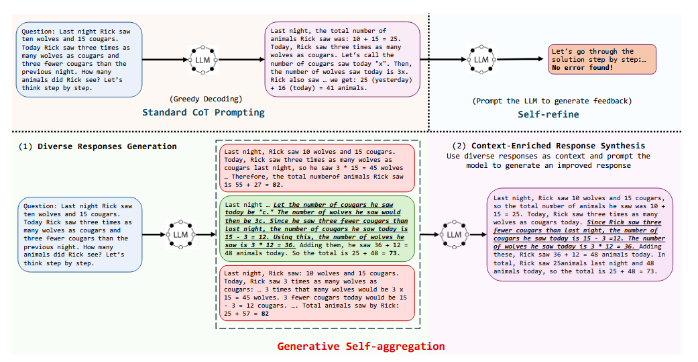 Question: Last night Rick saw
ten wolves and 15 cougars.
Today Rick saw three times as
many wolves as cougars and
three fewer cougars than the
previous night. How many
animals did Rick see? Let's
think step by step.
LLM
(Greedy Decoding)
Standard CoT Prompting
Last night, the total number of
animals Rick saw was: 10 + 15 = 25.
Today, Rick saw three times as many
wolves as cougars. Let's call the
number of cougars saw today "x". Then,
the number of wolves saw today is 3x.
Rick also saw … we get: 25 (yesterday)
+ 16 (today) = 41 animals.
LLM
(Prompt the LLM to generate feedback)
Self-refine
Let's go through the
solution step by step:…
No error found!
(1) Diverse Responses Generation
Question: Last night Rick saw
ten wolves and 15 cougars.
Today Rick saw three times as
many wolves as cougars and
three fewer cougars than the
previous night. How many
animals did Rick see? Let's
think step by step.
LLM
Last night, Rick saw 10 wolves and 15 cougars.
Today, Rick saw three times as many wolves as
cougars last night, so he saw 3 * 15 = 45 wolves
… Therefore, the total numberof animals Rick saw
is 55 + 27 = 82.
Last night … Let the number of cougars he saw
today be "c." The number of wolves he saw would
then be 3c. Since he saw three fewer cougars than
last night, the number of cougars he saw today is
15 - 3 = 12. Using this, the number of wolves he
saw is 3 * 12 = 36. Adding them, he saw 36 + 12 =
48 animals today. So the total is 25 + 48 = 73.
Last night, Rick saw: 10 wolves and 15 cougars.
Today, Rick saw 3 times as many wolves as
cougars: … 3 times that many wolves would be 3 x
15 = 45 wolves. 3 fewer cougars today would be 15
- 3 = 12 cougars. …. Total animals saw by Rick:
25 + 57 = 82
(2) Context-Enriched Response Synthesis
Use diverse responses as context and prompt the
model to generate an improved response
LLM
Last night, Rick saw 10 wolves and 15 cougars,
so the total number of animals he saw was 10 +
15 = 25. Today, Rick saw three times as many
wolves as cougars today. Since Rick saw three
fewer cougars than last night, the number of
cougars he saw today is 15 - 3 =12. The number
of wolves he saw today is 3 * 12 = 36. Adding
these, Rick saw 36 + 12 = 48 animals today. In
total, Rick saw 25animals last night and 48
animals today, so the total is 25 + 48 = 73.
Generative Self-aggregation